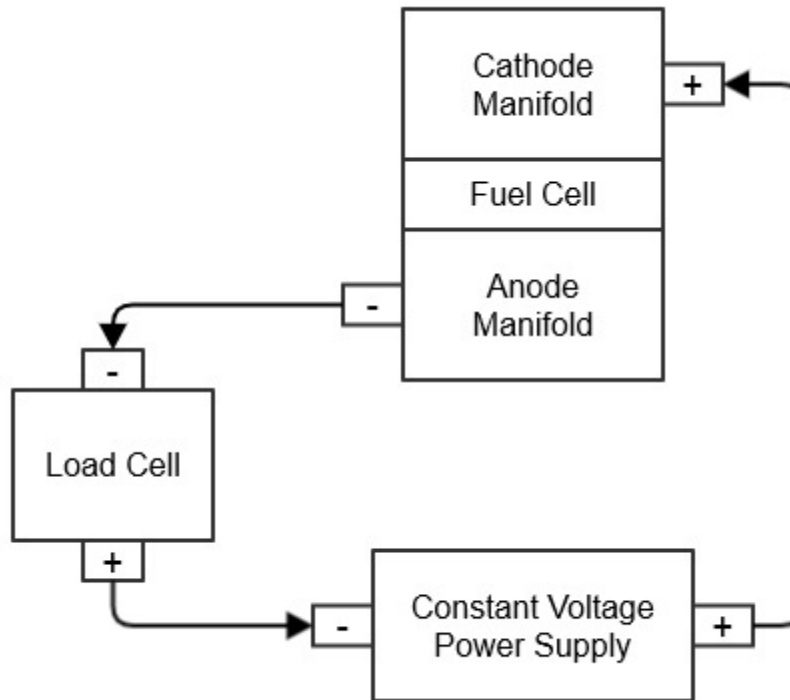 Cathode
Manifold
+
Fuel Cell
-
Anode
Manifold
-
Load Cell
+
-
Constant Voltage
Power Supply
+